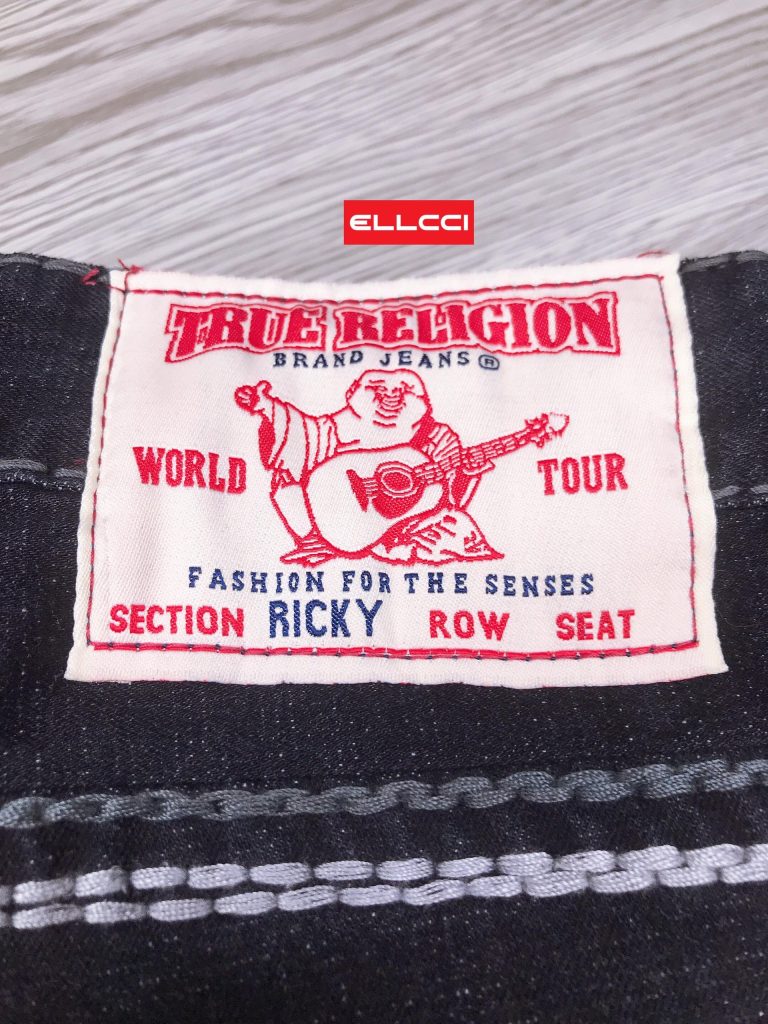 ELLCCI
TRUE RELIGION
BRAND JEANS®
WORLD TOUR
FASHION FOR THE SENSES
SECTION RICKY ROW SEAT